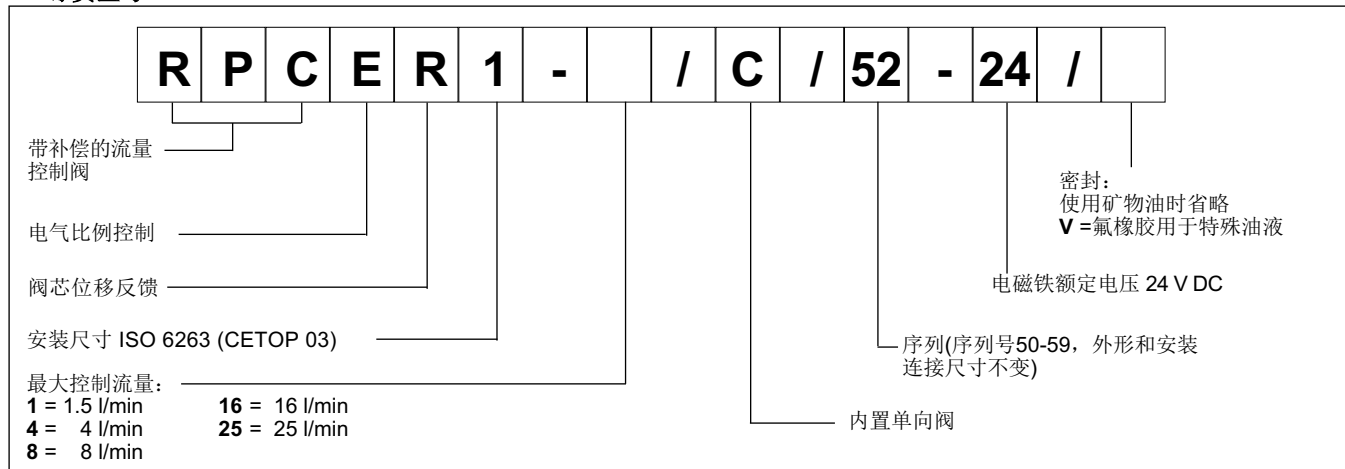 R P C E R 1 - / C / 52 - 24 /
带补偿的流量
控制阀
电气比例控制
阀芯位移反馈
安装尺寸 ISO 6263 (CETOP 03)
最大控制流量：
1 = 1.5 l/min 16 = 16 l/min
4 = 4 l/min 25 = 25 l/min
8 = 8 l/min
密封：
使用矿物油时省略
V =氟橡胶用于特殊油液
电磁铁额定电压 24 V DC
序列(序列号50-59，外形和安装
连接尺寸不变)
内置单向阀